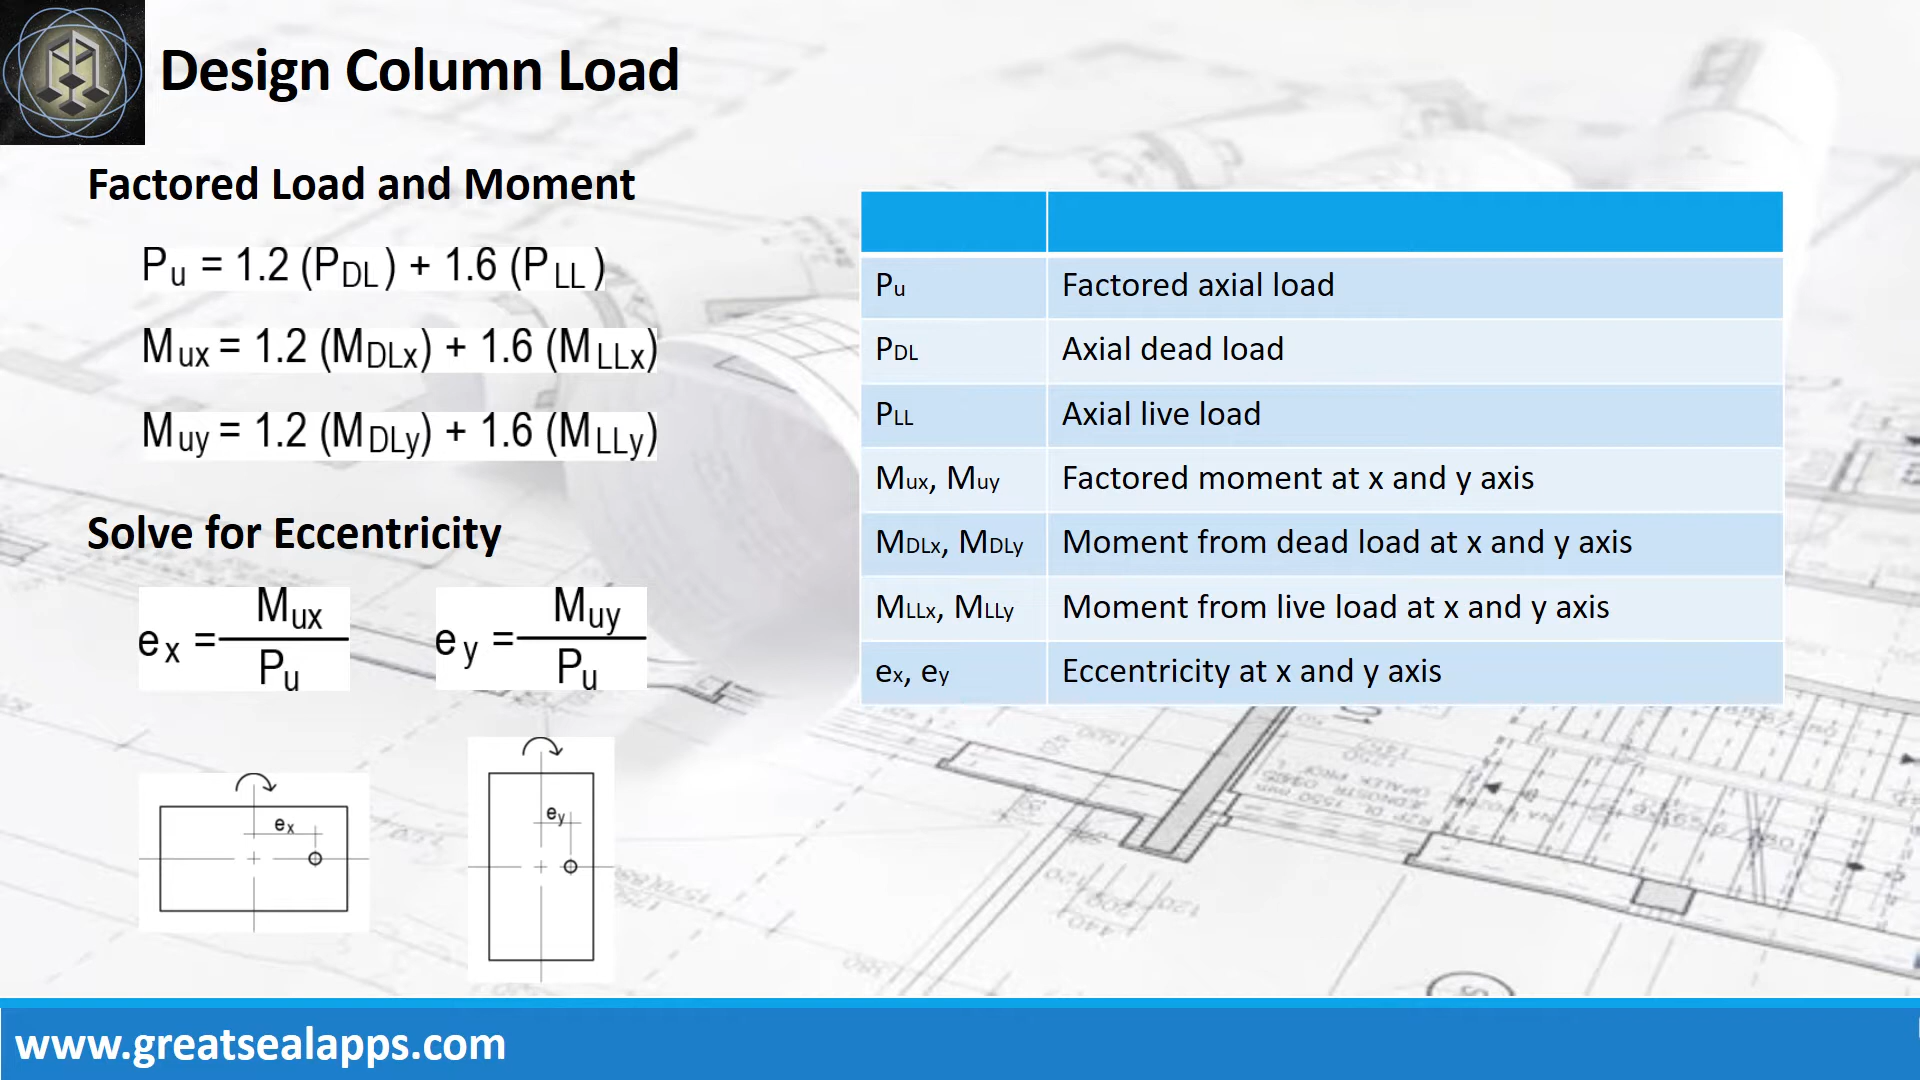 Design Column Load
Factored Load and Moment
Pu = 1.2 (PDL) + 1.6 (PLL)
Mux = 1.2 (MDLx) + 1.6 (MLLx)
Muy = 1.2 (MDLy) + 1.6 (MLLy)
Solve for Eccentricity
ex = Mux / Pu
ey = Muy / Pu
ex
ey
Pu Factored axial load
PDL Axial dead load
PLL Axial live load
Mux, Muy Factored moment at x and y axis
MDLx, MDLy Moment from dead load at x and y axis
MLLx, MLLy Moment from live load at x and y axis
ex, ey Eccentricity at x and y axis
www.greatsealapps.com